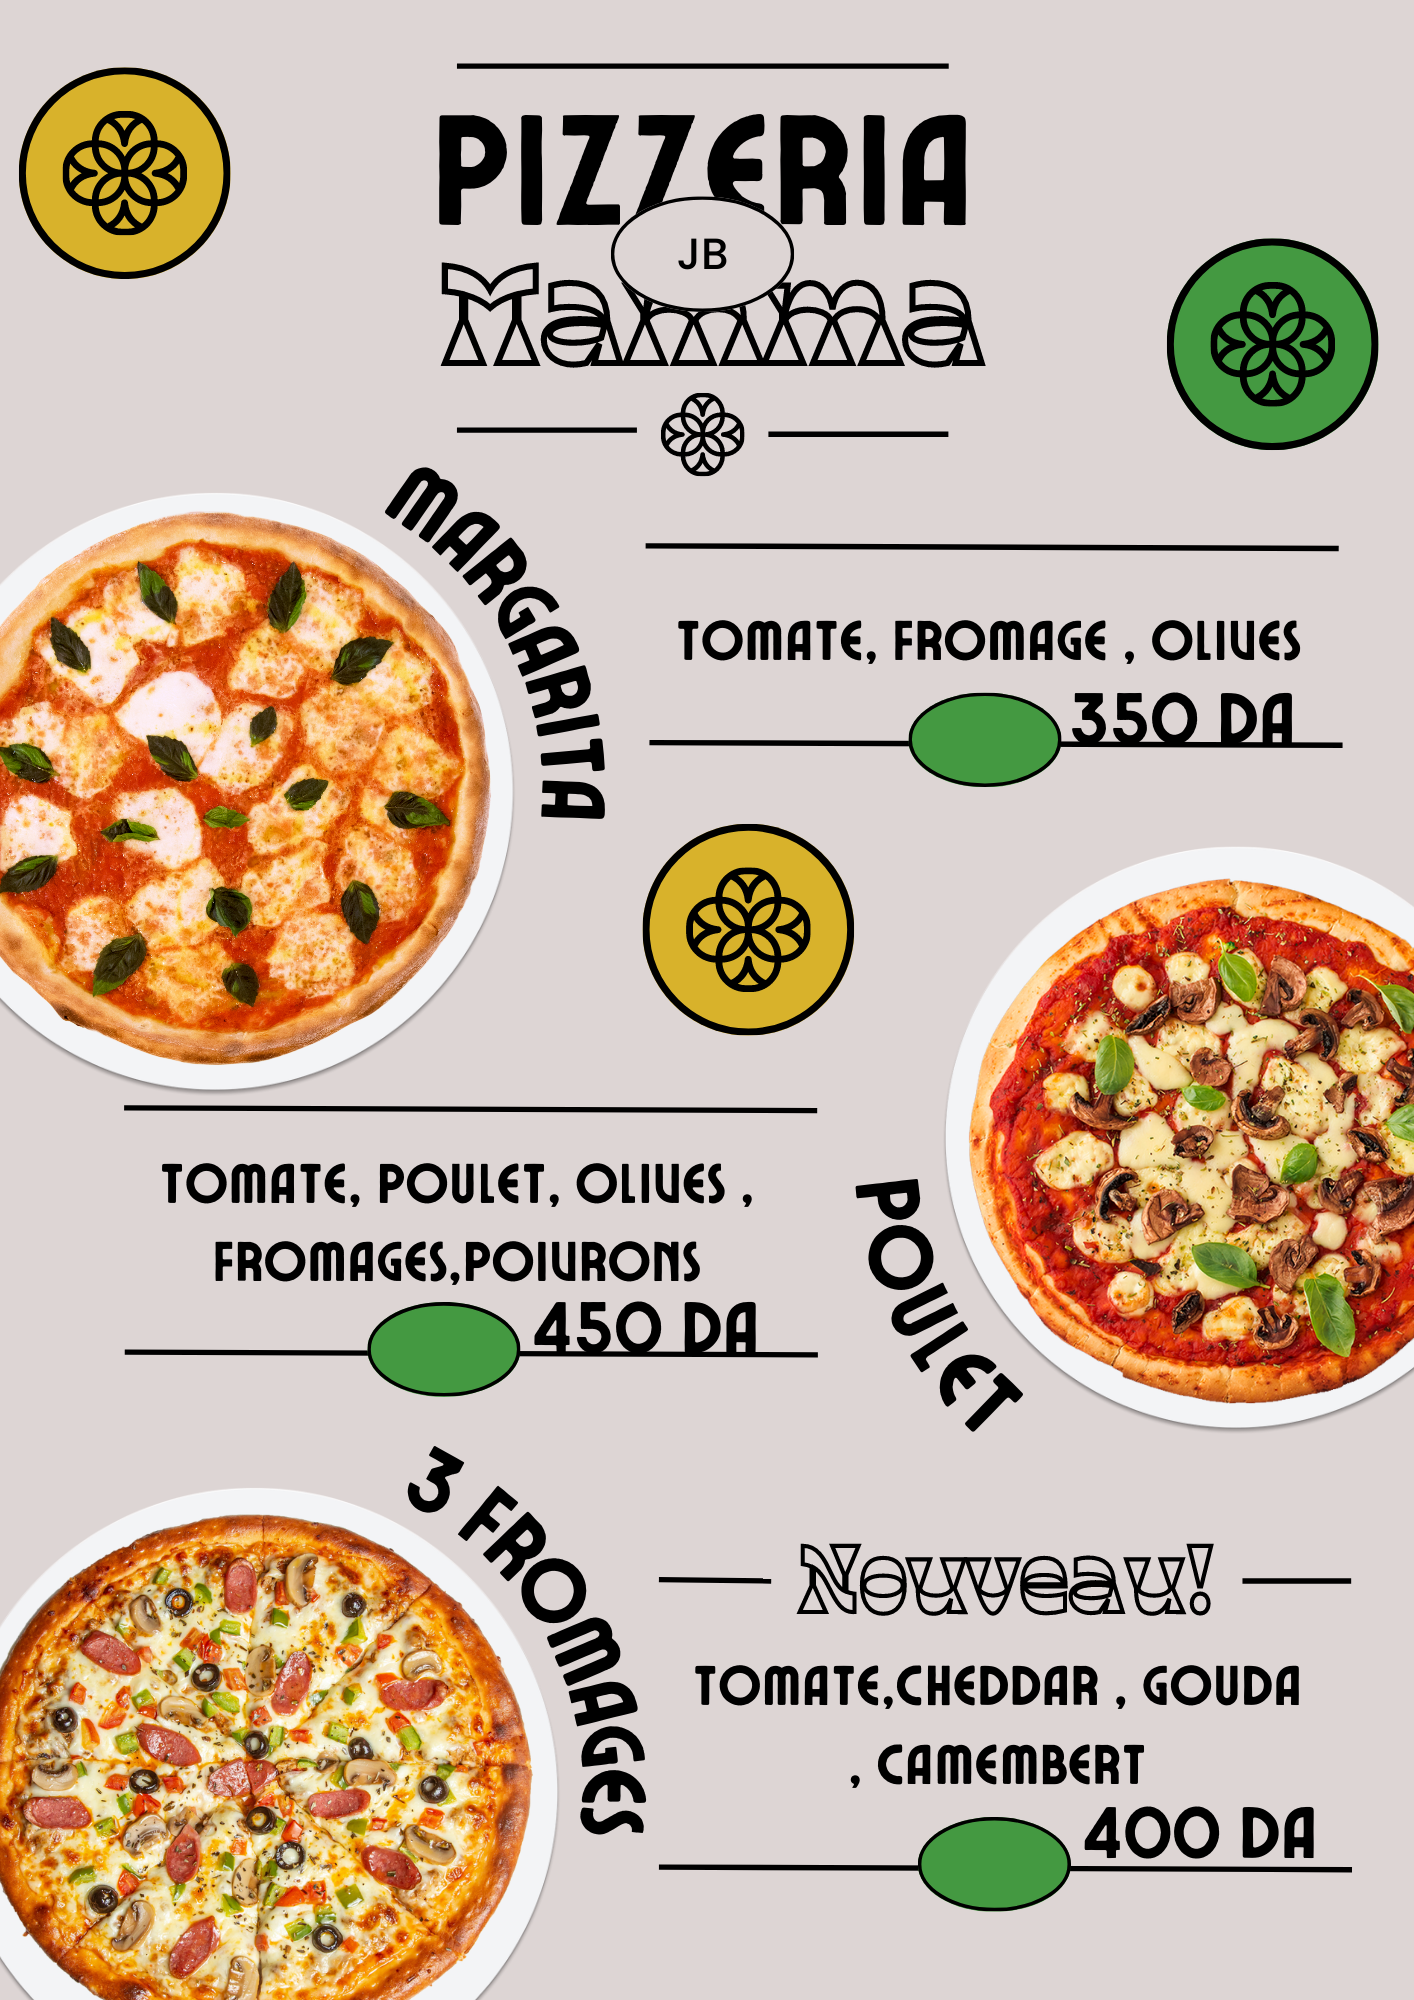 PIZZERIA
JB
Mamma
MARGARITA
TOMATE, FROMAGE , OLIVES
350 DA
TOMATE, POULET, OLIVES ,
FROMAGES,POIVRONS
450 DA
POULET
3 FROMAGES
Nouveau!
TOMATE,CHEDDAR , GOUDA
, CAMEMBERT
400 DA